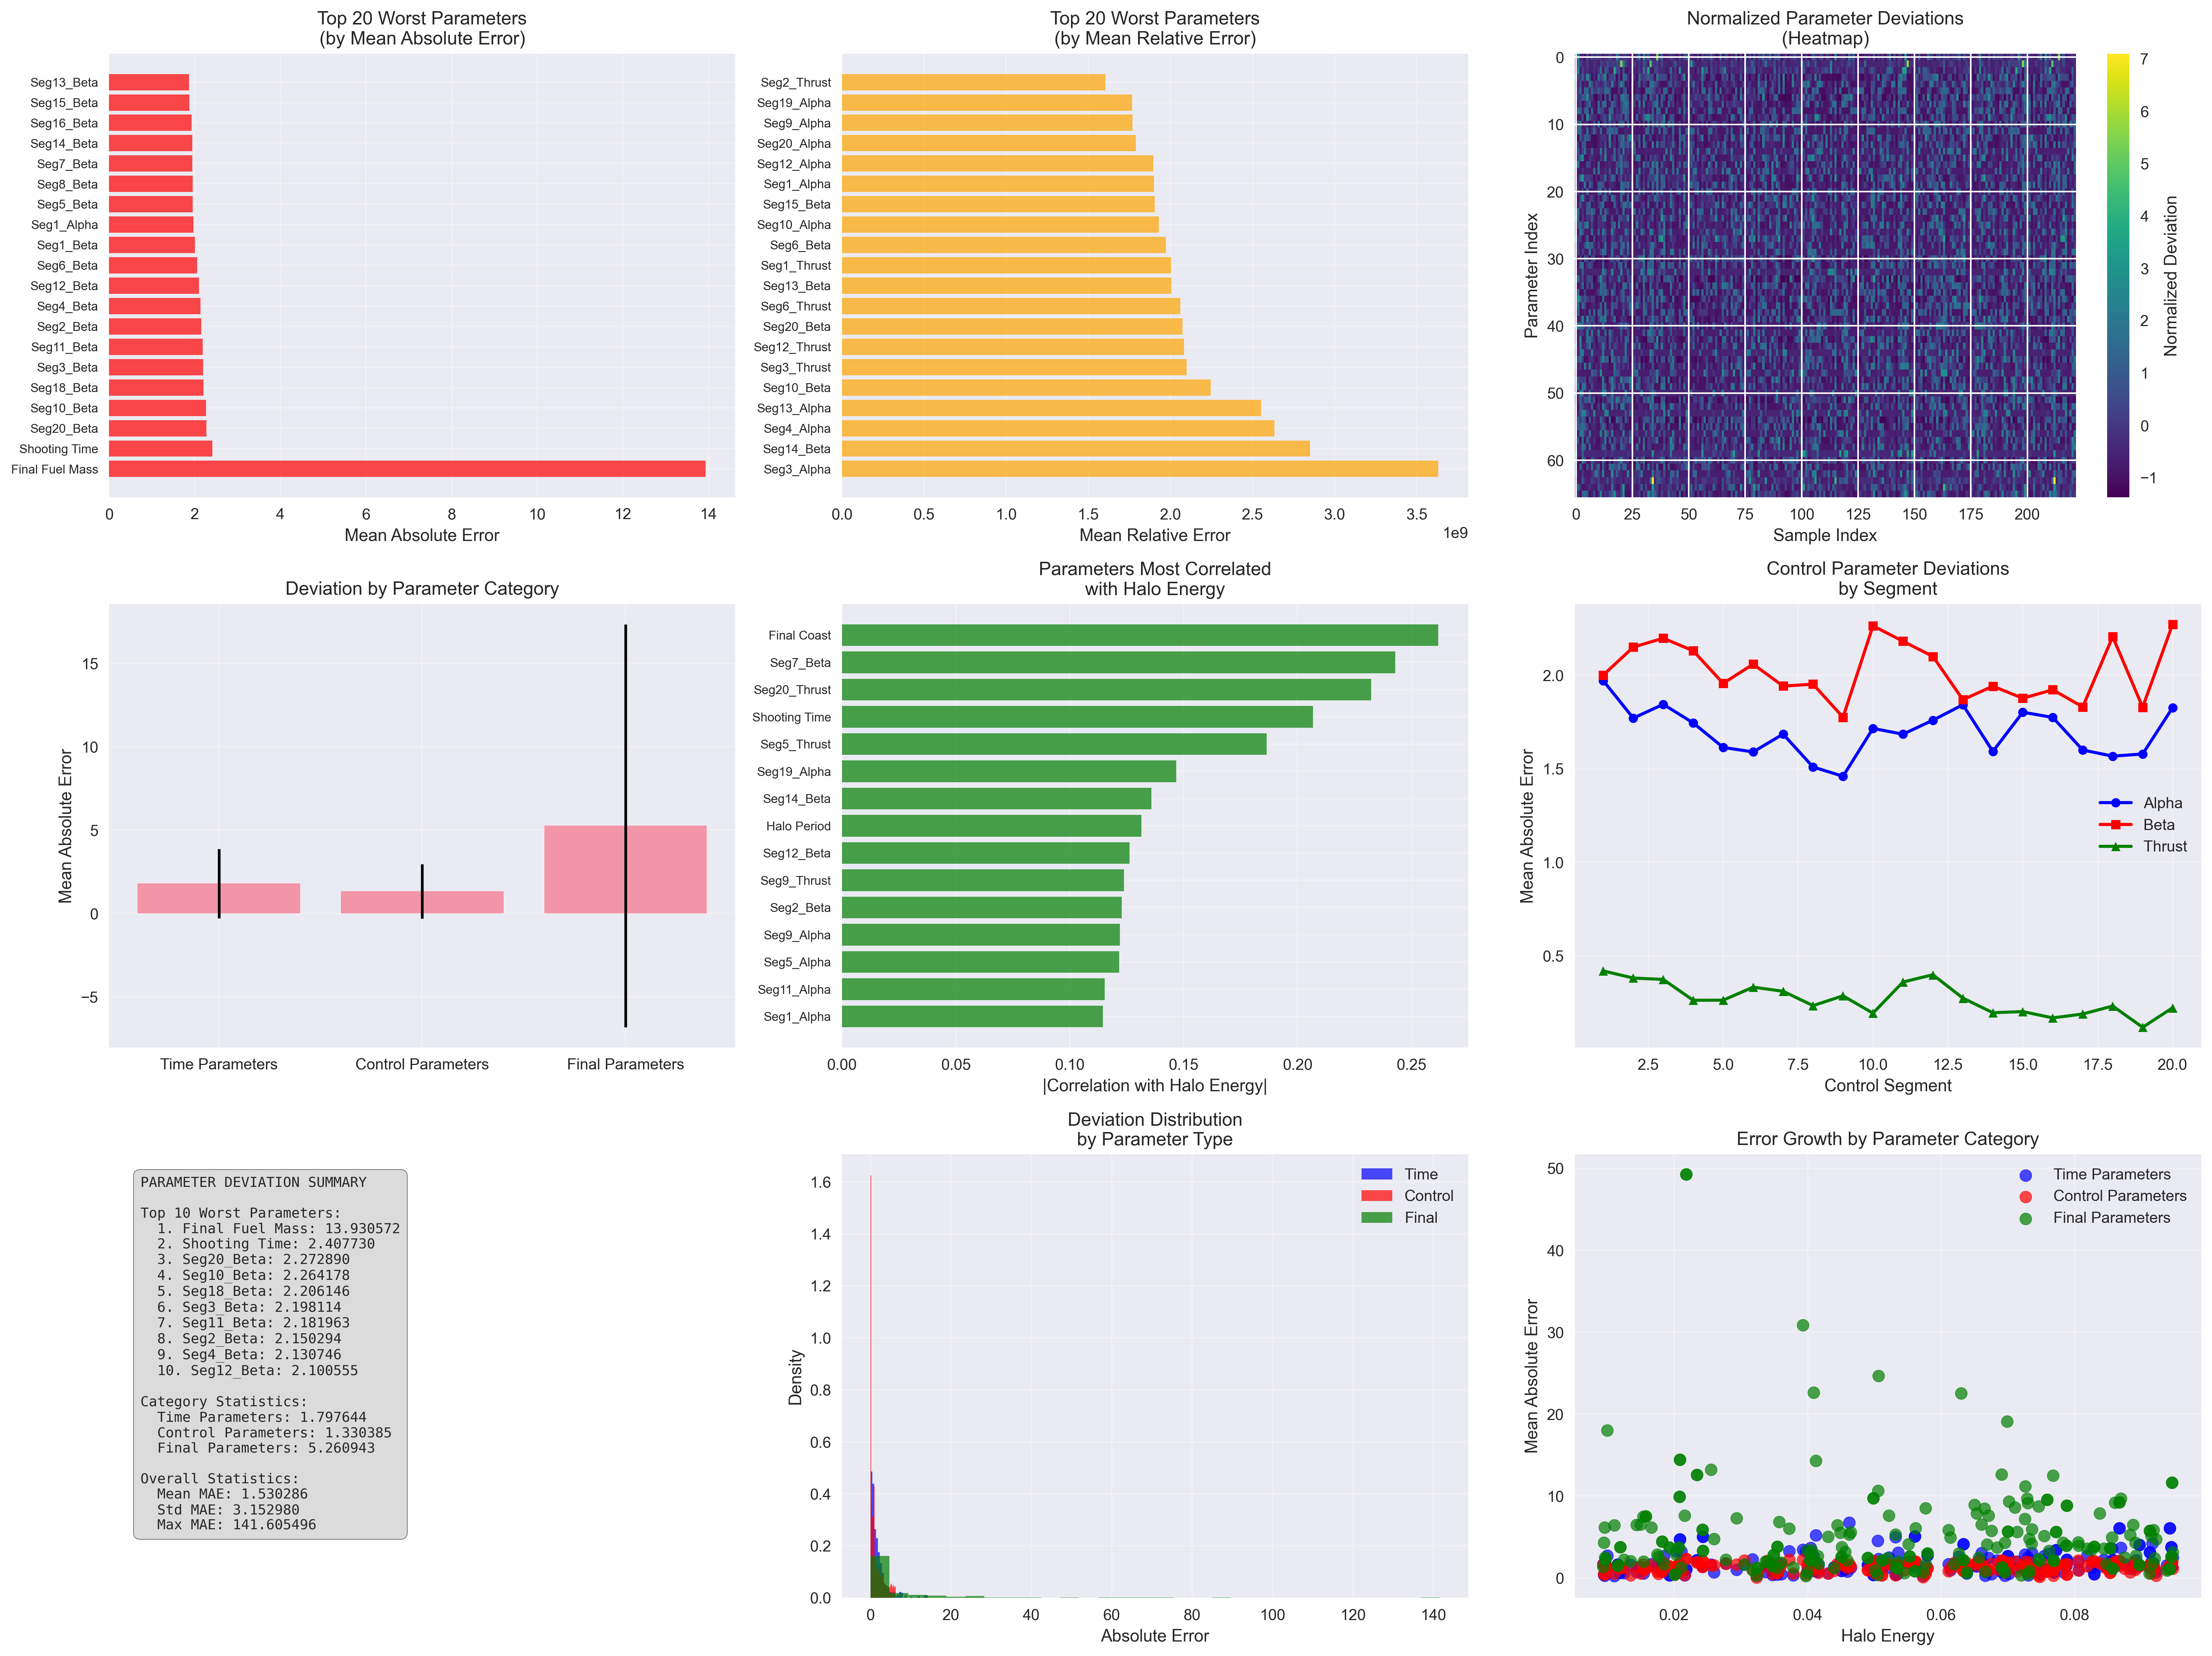 Top 20 Worst Parameters
(by Mean Absolute Error)
Seg13_Beta
Seg15_Beta
Seg16_Beta
Seg14_Beta
Seg7_Beta
Seg8_Beta
Seg5_Beta
Seg1_Alpha
Seg1_Beta
Seg6_Beta
Seg12_Beta
Seg4_Beta
Seg2_Beta
Seg11_Beta
Seg3_Beta
Seg18_Beta
Seg10_Beta
Seg20_Beta
Shooting Time
Final Fuel Mass
0 2 4 6 8 10 12 14
Mean Absolute Error
Top 20 Worst Parameters
(by Mean Relative Error)
Seg2_Thrust
Seg19_Alpha
Seg9_Alpha
Seg20_Alpha
Seg12_Alpha
Seg1_Alpha
Seg15_Beta
Seg10_Alpha
Seg6_Beta
Seg1_Thrust
Seg13_Beta
Seg6_Thrust
Seg20_Beta
Seg12_Thrust
Seg3_Thrust
Seg10_Beta
Seg13_Alpha
Seg4_Alpha
Seg14_Beta
Seg3_Alpha
0.0 0.5 1.0 1.5 2.0 2.5 3.0 3.5
1e9
Mean Relative Error
Normalized Parameter Deviations
(Heatmap)
Parameter Index
0
10
20
30
40
50
60
0 25 50 75 100 125 150 175 200
Sample Index
7
6
5
4
3
2
1
0
−1
Normalized Deviation
Deviation by Parameter Category
Mean Absolute Error
15
10
5
0
−5
Time Parameters Control Parameters Final Parameters
Parameters Most Correlated
with Halo Energy
Final Coast
Seg7_Beta
Seg20_Thrust
Shooting Time
Seg5_Thrust
Seg19_Alpha
Seg14_Beta
Halo Period
Seg12_Beta
Seg9_Thrust
Seg2_Beta
Seg9_Alpha
Seg5_Alpha
Seg11_Alpha
Seg1_Alpha
0.00 0.05 0.10 0.15 0.20 0.25
|Correlation with Halo Energy|
Control Parameter Deviations
by Segment
Mean Absolute Error
2.0
1.5
1.0
0.5
Alpha
Beta
Thrust
2.5 5.0 7.5 10.0 12.5 15.0 17.5 20.0
Control Segment
PARAMETER DEVIATION SUMMARY
Top 10 Worst Parameters:
1. Final Fuel Mass: 13.930572
2. Shooting Time: 2.407730
3. Seg20_Beta: 2.272890
4. Seg10_Beta: 2.264178
5. Seg18_Beta: 2.206146
6. Seg3_Beta: 2.198114
7. Seg11_Beta: 2.181963
8. Seg2_Beta: 2.150294
9. Seg4_Beta: 2.130746
10. Seg12_Beta: 2.100555
Category Statistics:
Time Parameters: 1.797644
Control Parameters: 1.330385
Final Parameters: 5.260943
Overall Statistics:
Mean MAE: 1.530286
Std MAE: 3.152980
Max MAE: 141.605496
Deviation Distribution
by Parameter Type
Density
1.6
1.4
1.2
1.0
0.8
0.6
0.4
0.2
0.0
Time
Control
Final
0 20 40 60 80 100 120 140
Absolute Error
Error Growth by Parameter Category
Mean Absolute Error
50
40
30
20
10
0
Time Parameters
Control Parameters
Final Parameters
0.02 0.04 0.06 0.08
Halo Energy